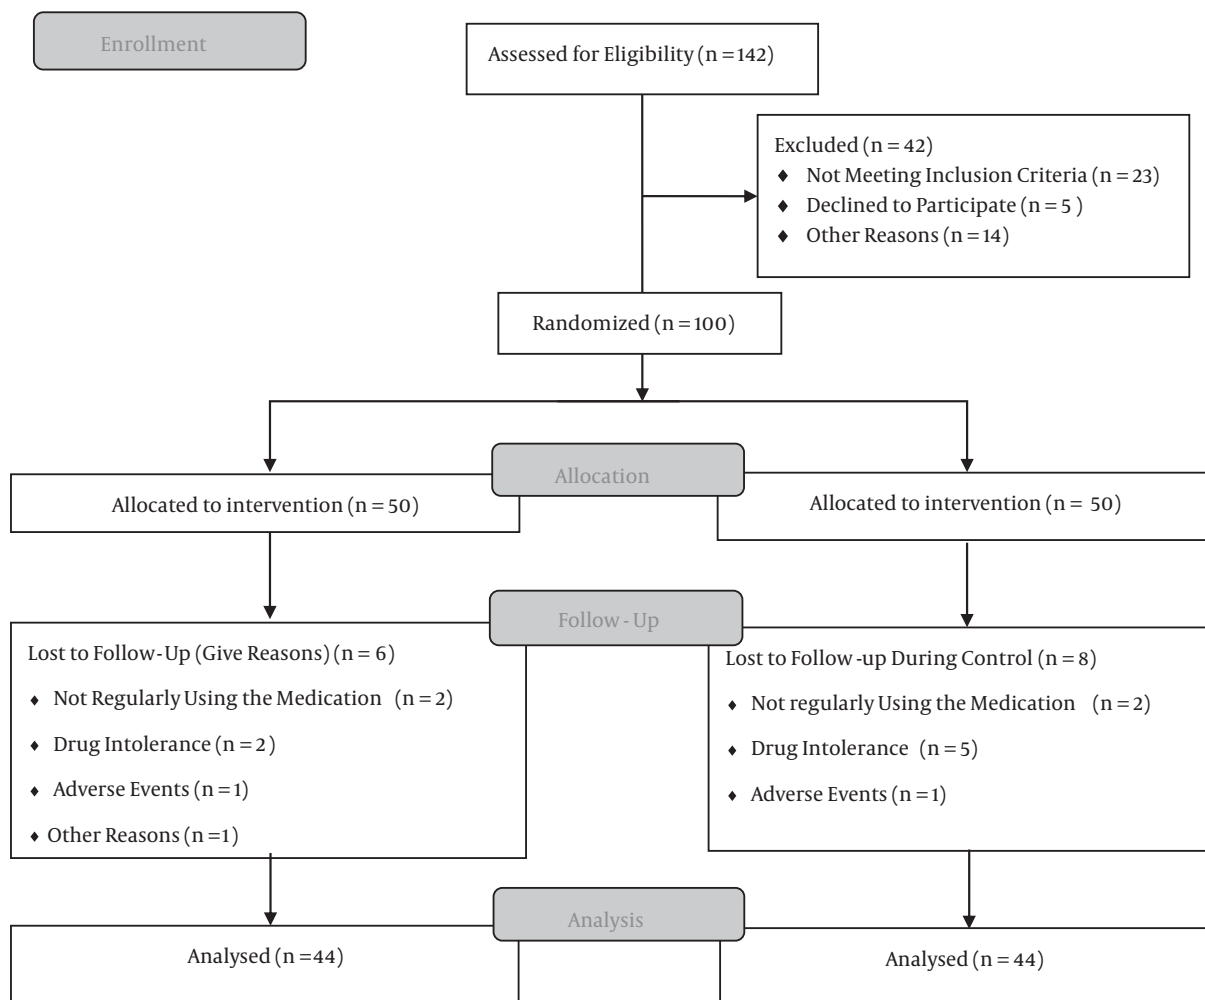 Enrollment
Assessed for Eligibility (n = 142)
Excluded (n = 42)
♦ Not Meeting Inclusion Criteria (n = 23)
♦ Declined to Participate (n = 5 )
♦ Other Reasons (n = 14)
Randomized (n = 100)
Allocation
Allocated to intervention (n = 50)
Allocated to intervention (n = 50)
Follow - Up
Lost to Follow-Up (Give Reasons) (n = 6)
♦ Not Regularly Using the Medication (n = 2)
♦ Drug Intolerance (n = 2)
♦ Adverse Events (n = 1)
♦ Other Reasons (n =1)
Lost to Follow -up During Control (n = 8)
♦ Not regularly Using the Medication (n = 2)
♦ Drug Intolerance (n = 5)
♦ Adverse Events (n = 1)
Analysis
Analysed (n = 44)
Analysed (n = 44)